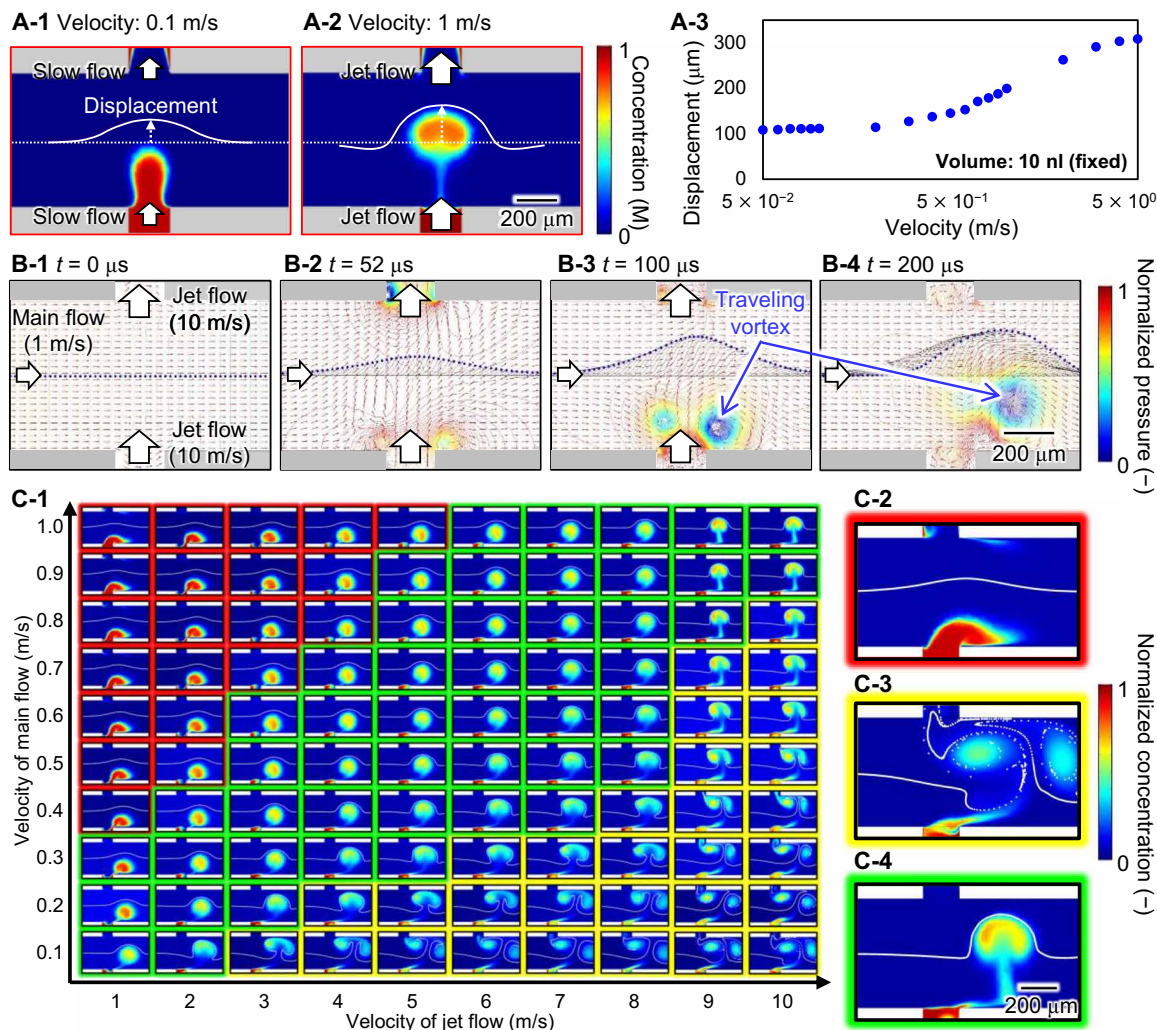 A-1 Velocity: 0.1 m/s
Slow flow
Displacement
Slow flow
A-2 Velocity: 1 m/s
Jet flow
Jet flow
200 μm
1
0
Concentration (M)
A-3
Displacement (μm)
300
200
100
0
Volume: 10 nl (fixed)
5 × 10⁻² 5 × 10⁻¹ 5 × 10⁰
Velocity (m/s)
B-1 t = 0 μs
Jet flow
(10 m/s)
Main flow
(1 m/s)
Jet flow
(10 m/s)
B-2 t = 52 μs
B-3 t = 100 μs
Traveling
vortex
B-4 t = 200 μs
200 μm
1
0
Normalized pressure (−)
C-1
Velocity of main flow (m/s)
1.0
0.9
0.8
0.7
0.6
0.5
0.4
0.3
0.2
0.1
1 2 3 4 5 6 7 8 9 10
Velocity of jet flow (m/s)
C-2
C-3
C-4
200 μm
1
0
Normalized concentration (−)